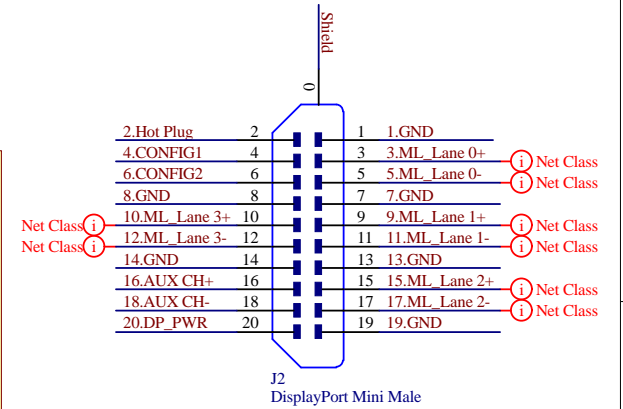 Shield
0
2.Hot Plug 2 1 1.GND
4.CONFIG1 4 3 3.ML_Lane 0+ i Net Class
6.CONFIG2 6 5 5.ML_Lane 0- i Net Class
8.GND 8 7 7.GND
Net Class i 10.ML_Lane 3+ 10 9 9.ML_Lane 1+ i Net Class
Net Class i 12.ML_Lane 3- 12 11 11.ML_Lane 1- i Net Class
14.GND 14 13 13.GND
16.AUX CH+ 16 15 15.ML_Lane 2+ i Net Class
18.AUX CH- 18 17 17.ML_Lane 2- i Net Class
20.DP_PWR 20 19 19.GND
J2
DisplayPort Mini Male